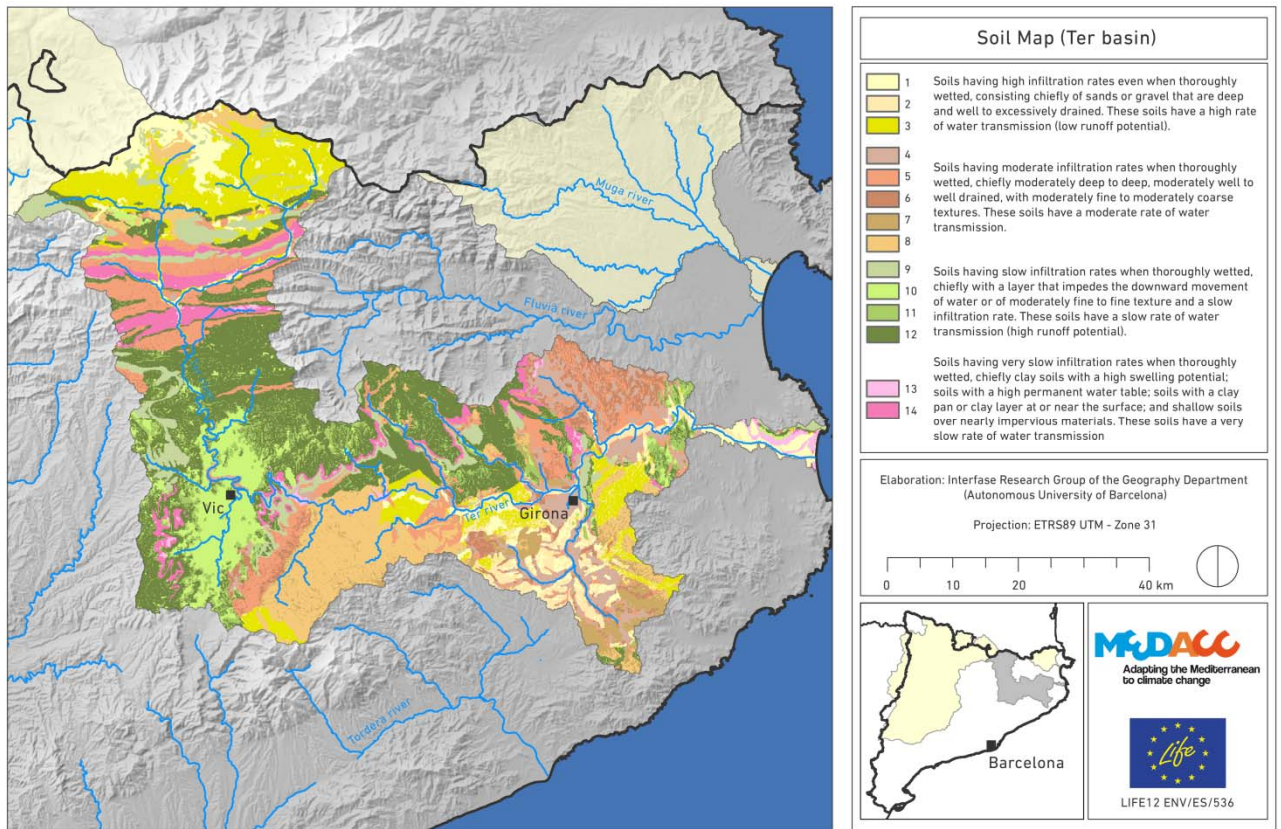 Muga river
Fluvià river
Vic
Ter river
Girona
Tordera river
Soil Map (Ter basin)
1
2
3
Soils having high infiltration rates even when thoroughly
wetted, consisting chiefly of sands or gravel that are deep
and well to excessively drained. These soils have a high rate
of water transmission (low runoff potential).
4
5
6
7
8
Soils having moderate infiltration rates when thoroughly
wetted, chiefly moderately deep to deep, moderately well to
well drained, with moderately fine to moderately coarse
textures. These soils have a moderate rate of water
transmission.
9
10
11
12
Soils having slow infiltration rates when thoroughly wetted,
chiefly with a layer that impedes the downward movement
of water or of moderately fine to fine texture and a slow
infiltration rate. These soils have a slow rate of water
transmission (high runoff potential).
13
14
Soils having very slow infiltration rates when thoroughly
wetted, chiefly clay soils with a high swelling potential;
soils with a high permanent water table; soils with a clay
pan or clay layer at or near the surface; and shallow soils
over nearly impervious materials. These soils have a very
slow rate of water transmission
Elaboration: Interfase Research Group of the Geography Department
(Autonomous University of Barcelona)
Projection: ETRS89 UTM - Zone 31
0 10 20 40 km
Barcelona
MEDACC
Adapting the Mediterranean
to climate change
Life
LIFE12 ENV/ES/536